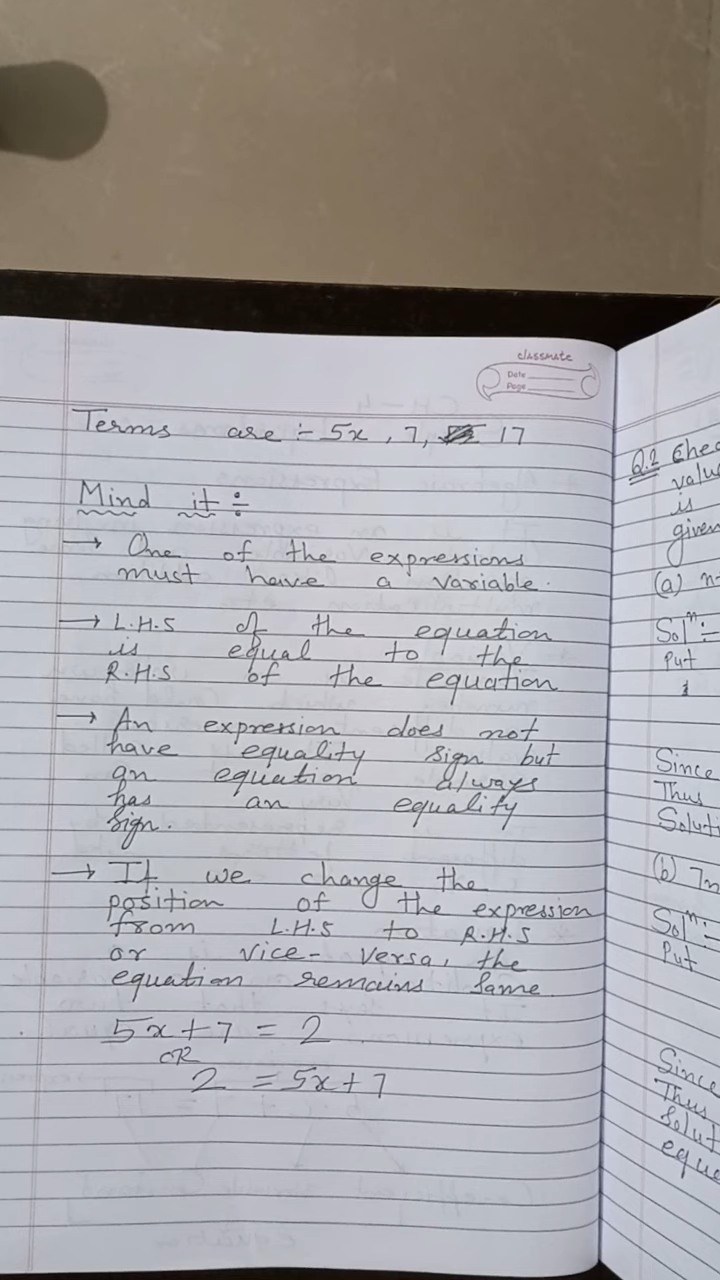 classmate
Date
Page
Terms are :- 5x, 7, 17
Mind it :-
→ One of the expressions
must have a variable.
→ L.H.S of the equation
is equal to the
R.H.S of the equation
→ An expression does not
have equality sign but
an equation always
has an equality
sign.
→ If we change the
position of the expression
from L.H.S to R.H.S
or vice-versa, the
equation remains same.
5x+7 = 2
OR
2 = 5x+7
Q.2 Chec
valu
is
given
(a) n
Solⁿ:-
Put
Since
Thus
Soluti
(b) 7n
Solⁿ:-
Put
Since
Thus
Solut
equa